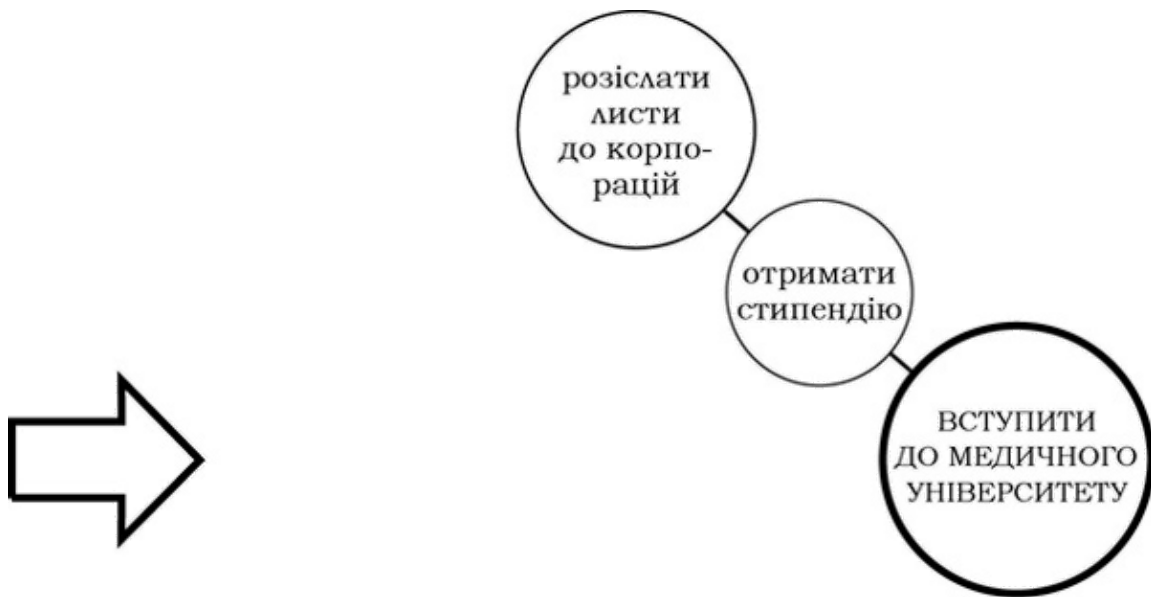 розіслати
листи
до корпо-
рацій
отримати
стипендію
ВСТУПИТИ
ДО МЕДИЧНОГО
УНІВЕРСИТЕТУ